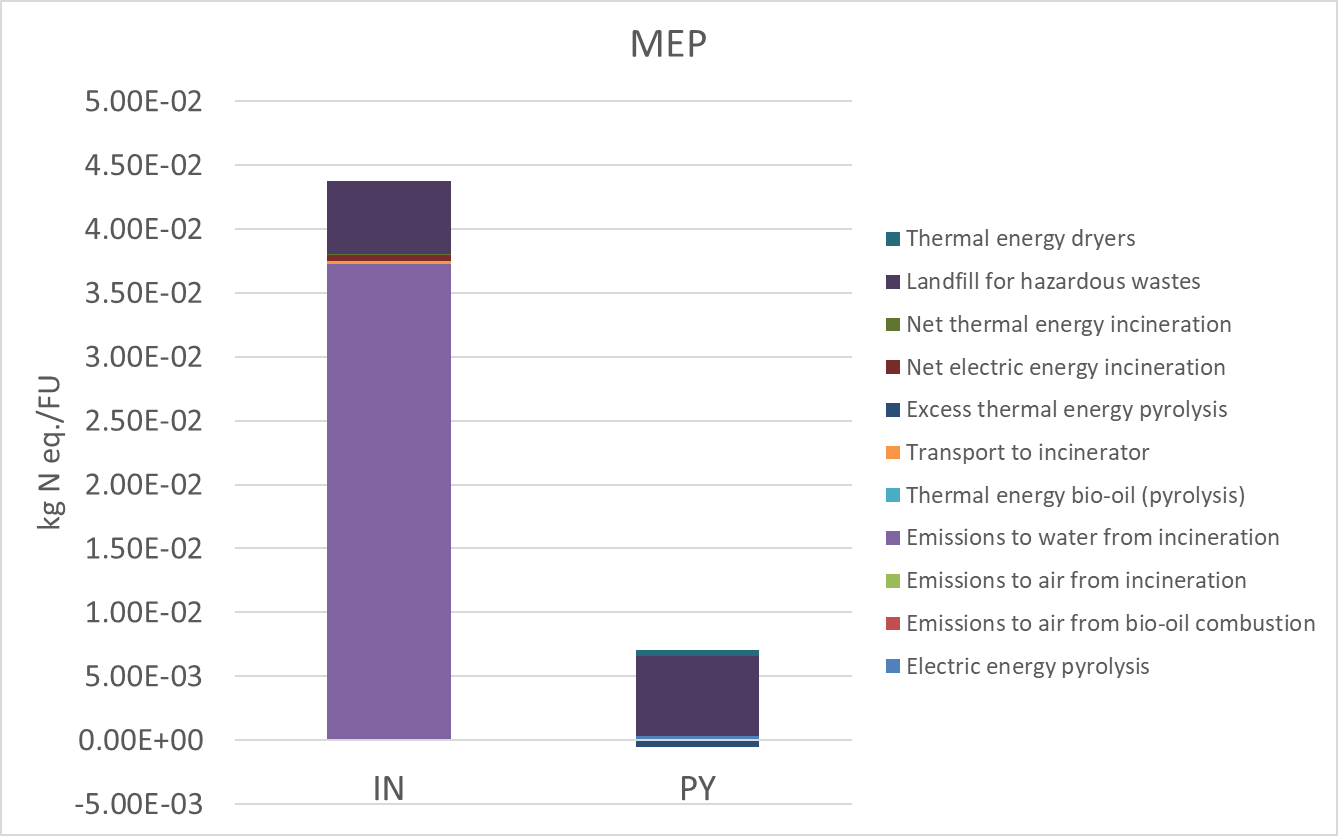 MEP
5.00E-02
4.50E-02
4.00E-02
3.50E-02
3.00E-02
2.50E-02
2.00E-02
1.50E-02
1.00E-02
5.00E-03
0.00E+00
-5.00E-03
kg N eq./FU
IN
PY
Thermal energy dryers
Landfill for hazardous wastes
Net thermal energy incineration
Net electric energy incineration
Excess thermal energy pyrolysis
Transport to incinerator
Thermal energy bio-oil (pyrolysis)
Emissions to water from incineration
Emissions to air from incineration
Emissions to air from bio-oil combustion
Electric energy pyrolysis